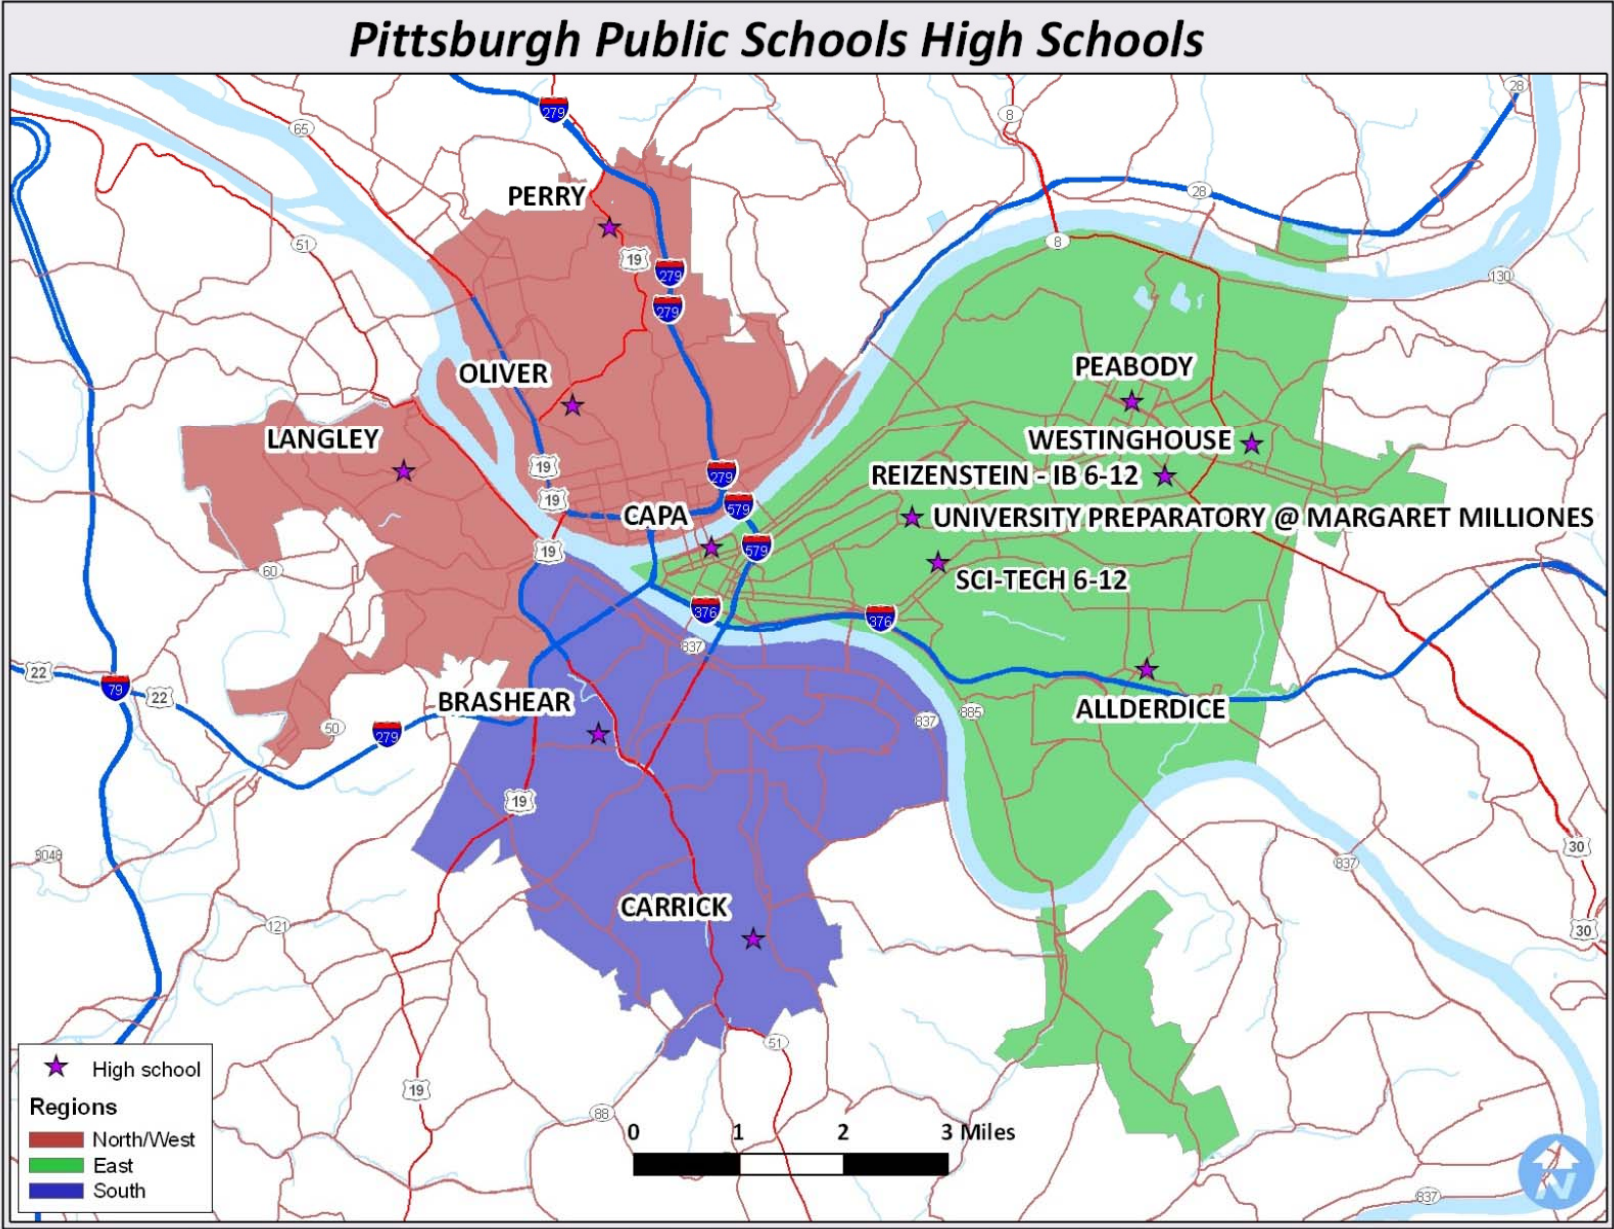 Pittsburgh Public Schools High Schools
279
28
8
65
28
PERRY
51
8
19
279
130
279
PEABODY
OLIVER
LANGLEY
WESTINGHOUSE
19
279
REIZENSTEIN - IB 6-12
19
579
CAPA
UNIVERSITY PREPARATORY @ MARGARET MILLIONES
19
579
60
SCI-TECH 6-12
376
376
837
22
79
22
BRASHEAR
ALLDERDICE
885
837
50
279
19
30
8048
837
CARRICK
121
30
51
High school
Regions
North/West
East
South
19
88
0 1 2 3 Miles
N
837